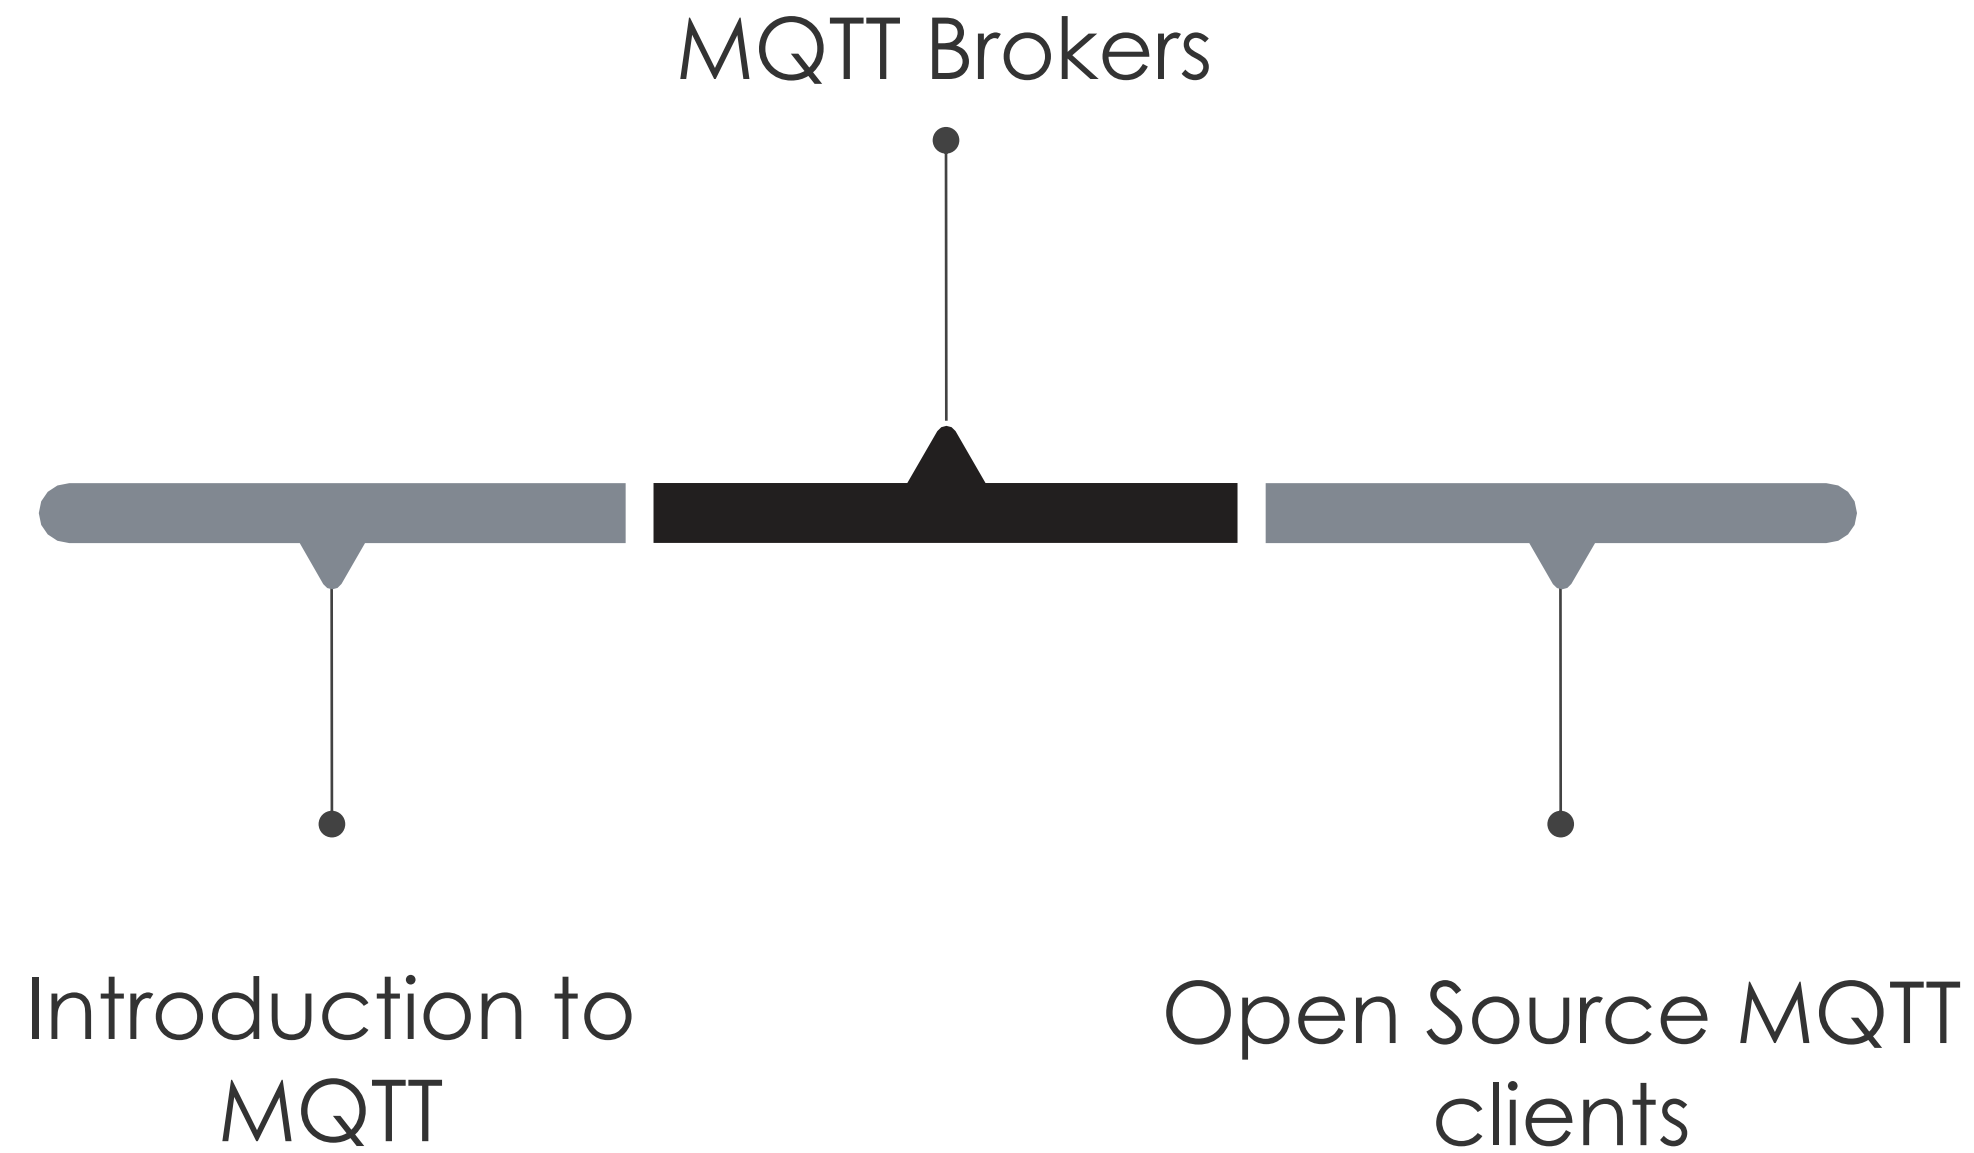 MQTT Brokers
Introduction to
MQTT
Open Source MQTT
clients